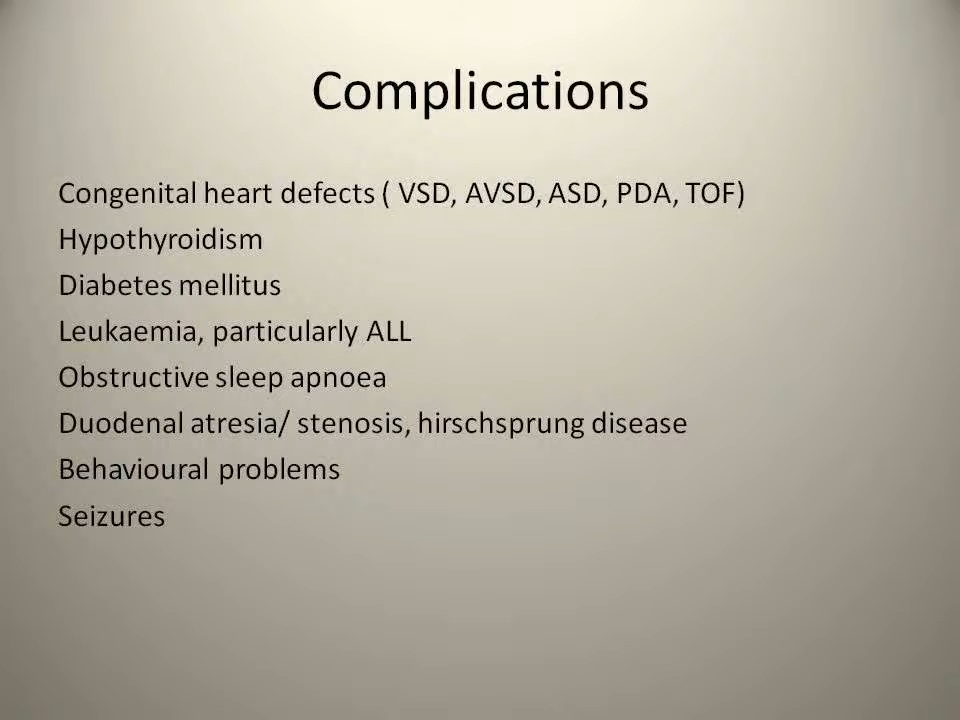 Complications
Congenital heart defects ( VSD, AVSD, ASD, PDA, TOF)
Hypothyroidism
Diabetes mellitus
Leukaemia, particularly ALL
Obstructive sleep apnoea
Duodenal atresia/ stenosis, hirschsprung disease
Behavioural problems
Seizures